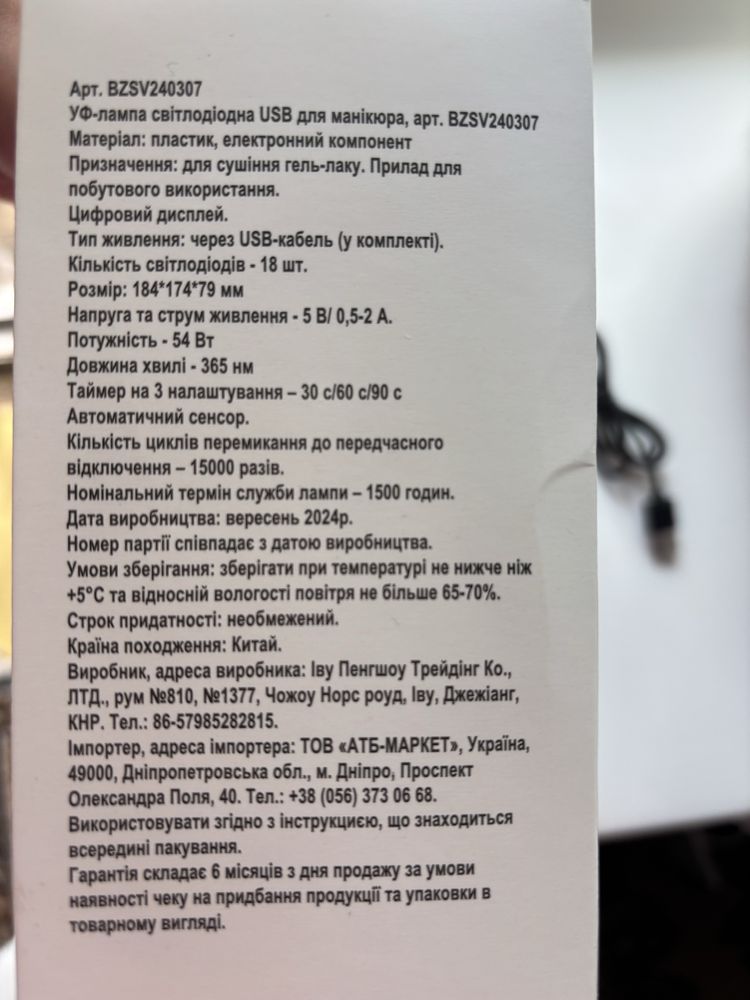 Арт. BZSV240307
УФ-лампа світлодіодна USB для манікюра, арт. BZSV240307
Матеріал: пластик, електронний компонент
Призначення: для сушіння гель-лаку. Прилад для
побутового використання.
Цифровий дисплей.
Тип живлення: через USB-кабель (у комплекті).
Кількість світлодіодів - 18 шт.
Розмір: 184*174*79 мм
Напруга та струм живлення - 5 В/ 0,5-2 А.
Потужність - 54 Вт
Довжина хвилі - 365 нм
Таймер на 3 налаштування – 30 с/60 с/90 с
Автоматичний сенсор.
Кількість циклів перемикання до передчасного
відключення – 15000 разів.
Номінальний термін служби лампи – 1500 годин.
Дата виробництва: вересень 2024р.
Номер партії співпадає з датою виробництва.
Умови зберігання: зберігати при температурі не нижче ніж
+5°С та відносній вологості повітря не більше 65-70%.
Строк придатності: необмежений.
Країна походження: Китай.
Виробник, адреса виробника: Іву Пенгшоу Трейдінг Ко.,
ЛТД., рум №810, №1377, Чожоу Норс роуд, Іву, Джежіанг,
КНР. Тел.: 86-57985282815.
Імпортер, адреса імпортера: ТОВ «АТБ-МАРКЕТ», Україна,
49000, Дніпропетровська обл., м. Дніпро, Проспект
Олександра Поля, 40. Тел.: +38 (056) 373 06 68.
Використовувати згідно з інструкцією, що знаходиться
всередині пакування.
Гарантія складає 6 місяців з дня продажу за умови
наявності чеку на придбання продукції та упаковки в
товарному вигляді.